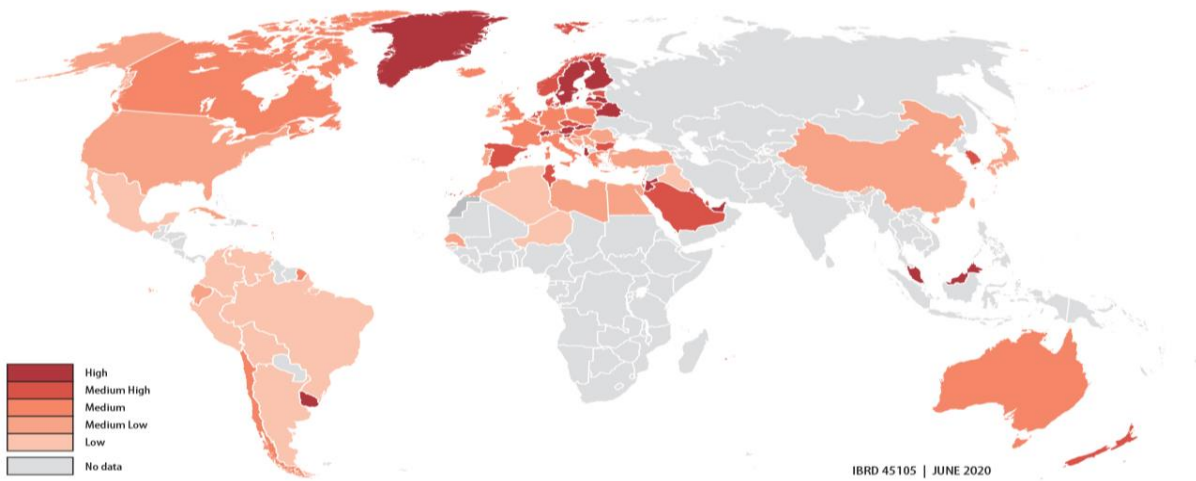 High
Medium High
Medium
Medium Low
Low
No data
IBRD 45105 | JUNE 2020